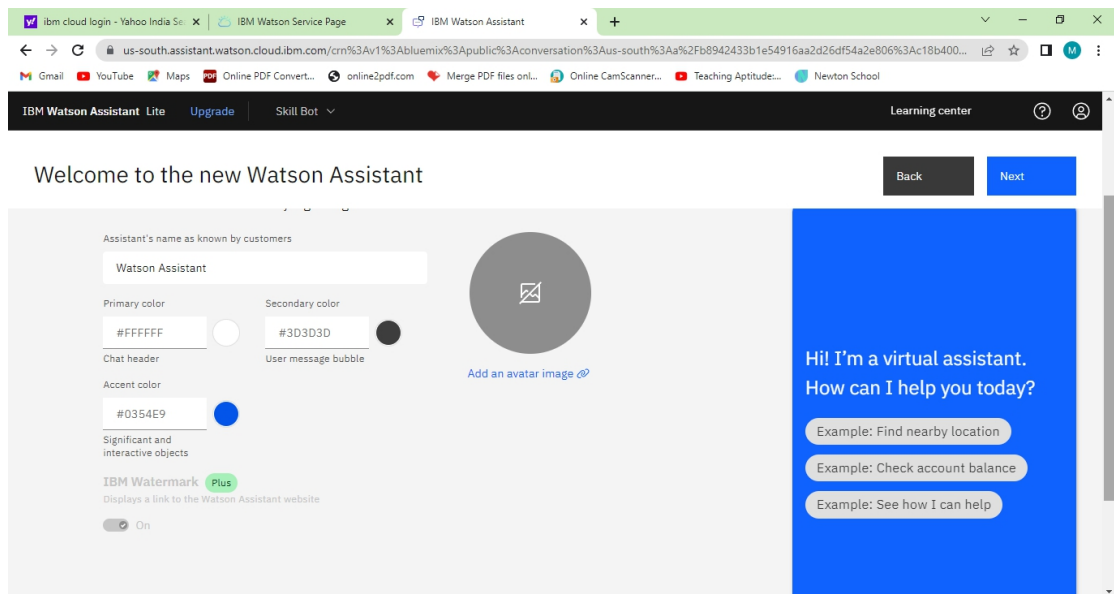 ibm cloud login - Yahoo India Se
IBM Watson Service Page
IBM Watson Assistant
us-south.assistant.watson.cloud.ibm.com/crn%3Av1%3Abluemix%3Apublic%3Aconversation%3Aus-south%3Aa%2Fb8942433b1e54916aa2d26df54a2e806%3Ac18b400...
M
Gmail
YouTube
Maps
PDF Online PDF Convert...
online2pdf.com
Merge PDF files onl...
Online CamScanner...
Teaching Aptitude:...
Newton School
IBM Watson Assistant Lite
Upgrade
Skill Bot
Learning center
Welcome to the new Watson Assistant
Back
Next
Assistant's name as known by customers
Watson Assistant
Primary color
Secondary color
#FFFFFF
#3D3D3D
Chat header
User message bubble
Add an avatar image
Accent color
#0354E9
Significant and
interactive objects
IBM Watermark Plus
Displays a link to the Watson Assistant website
On
Hi! I'm a virtual assistant.
How can I help you today?
Example: Find nearby location
Example: Check account balance
Example: See how I can help